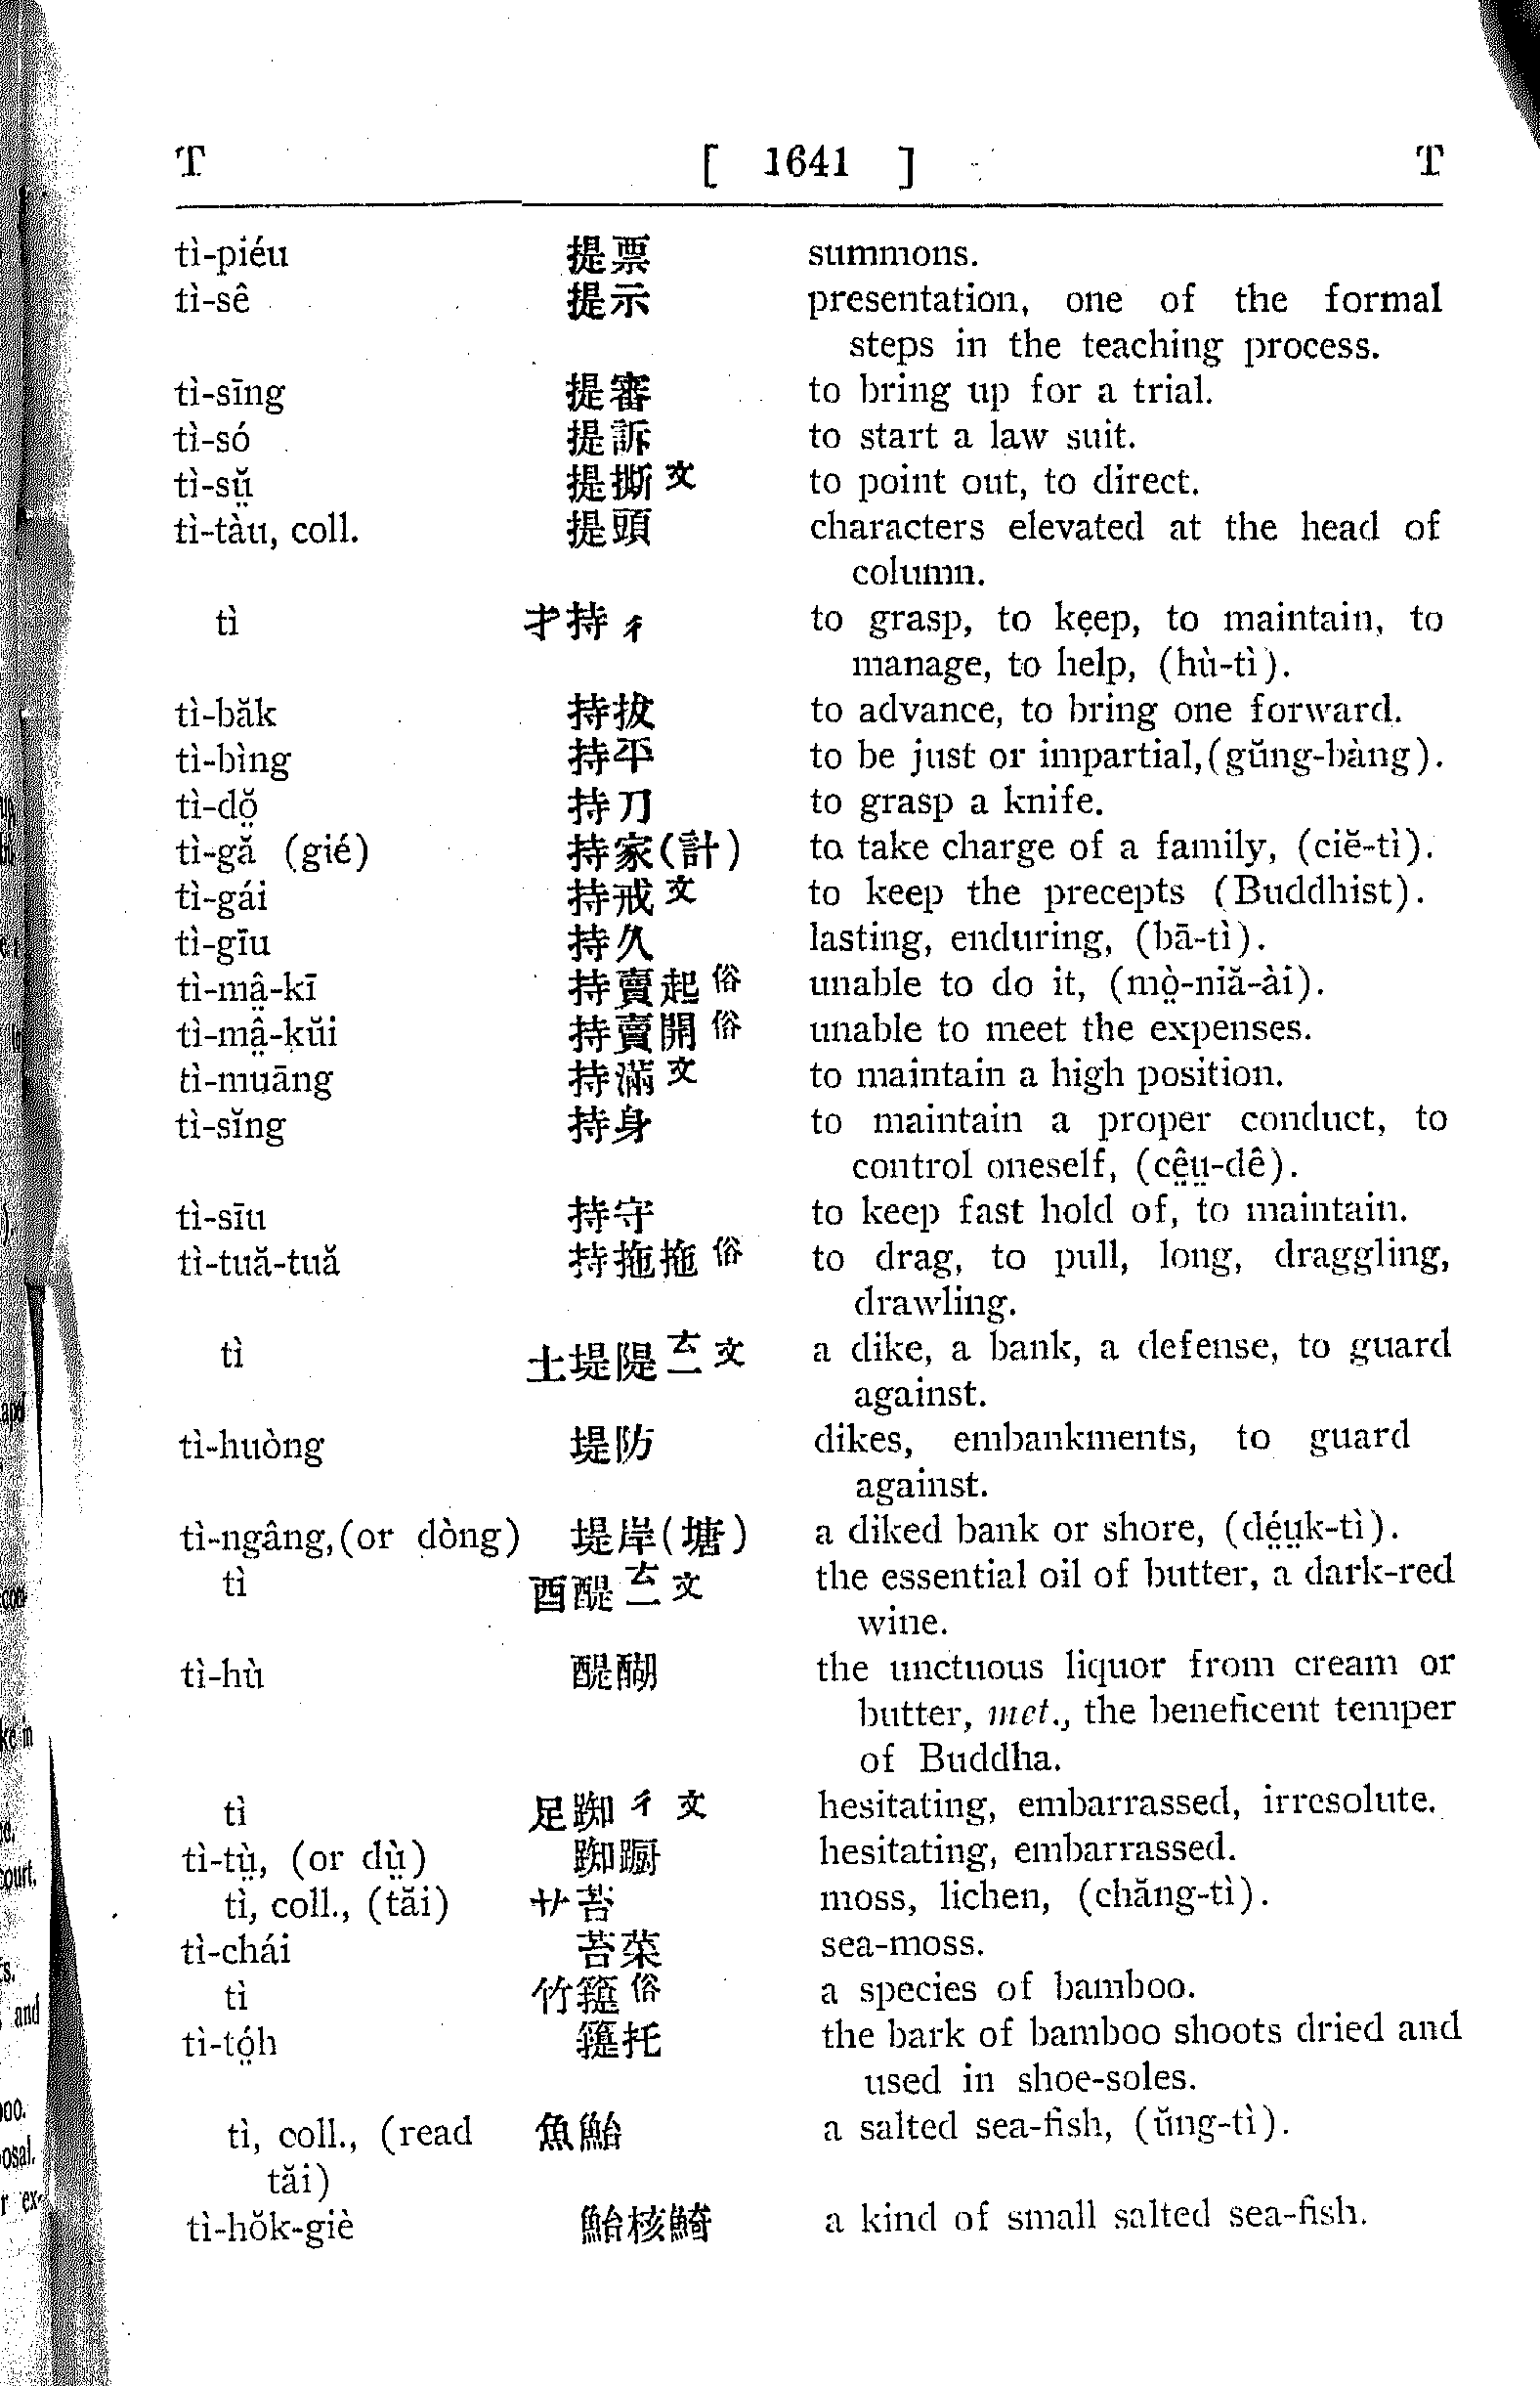 T [ 1641 ] T
tì-piéu 提票 summons.
tì-sê 提示 presentation, one of the formal
steps in the teaching process.
tì-sīng 提審 to bring up for a trial.
tì-só 提訴 to start a law suit.
tì-sṳ̆ 提撕文 to point out, to direct.
tì-tàu, coll. 提頭 characters elevated at the head of
column.
tì 才持彳 to grasp, to keep, to maintain, to
manage, to help, (hù-tì).
tì-băk 持拔 to advance, to bring one forward.
tì-bìng 持平 to be just or impartial,(gŭng-bàng).
tì-dŏ̤ 持刀 to grasp a knife.
tì-gă (gié) 持家(計) to take charge of a family, (ciĕ-tì).
tì-gái 持戒文 to keep the precepts (Buddhist).
tì-gīu 持久 lasting, enduring, (bā-tì).
tì-mâ̤-kī 持賣起俗 unable to do it, (mò̤-niă-ài).
tì-mâ̤-kŭi 持賣開俗 unable to meet the expenses.
tì-muāng 持滿文 to maintain a high position.
tì-sĭng 持身 to maintain a proper conduct, to
control oneself, (cê̤ṳ-dê).
tì-sīu 持守 to keep fast hold of, to maintain.
tì-tuă-tuă 持拖拖俗 to drag, to pull, long, draggling,
drawling.
tì 土堤隄 文 a dike, a bank, a defense, to guard
against.
tì-huòng 堤防 dikes, embankments, to guard
against.
tì-ngâng,(or dòng) 堤岸(塘) a diked bank or shore, (dé̤ṳk-tì).
tì 酉醍 文 the essential oil of butter, a dark-red
wine.
tì-hù 醍醐 the unctuous liquor from cream or
butter, met., the beneficent temper
of Buddha.
tì 足踟彳文 hesitating, embarrassed, irresolute.
tì-tṳ̀, (or dṳ̀) 踟蹰 hesitating, embarrassed.
tì, coll., (tăi) 艹苔 moss, lichen, (chăng-tì).
tì-chái 苔菜 sea-moss.
tì 竹 俗 a species of bamboo.
tì-tó̤h 托 the bark of bamboo shoots dried and
used in shoe-soles.
tì, coll., (read 魚鮐 a salted sea-fish, (ŭng-tì).
tăi)
tì-hŏk-giè 鮐核鯚 a kind of small salted sea-fish.